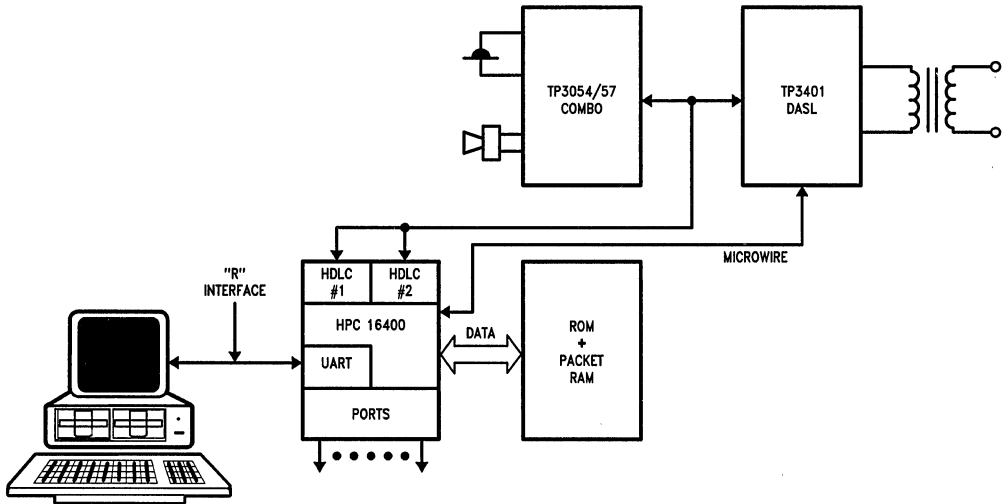 TP3054/57
COMBO
TP3401
DASL
MICROWIRE
"R"
INTERFACE
HDLC
#1
HDLC
#2
HPC 16400
UART
PORTS
DATA
ROM
+
PACKET
RAM